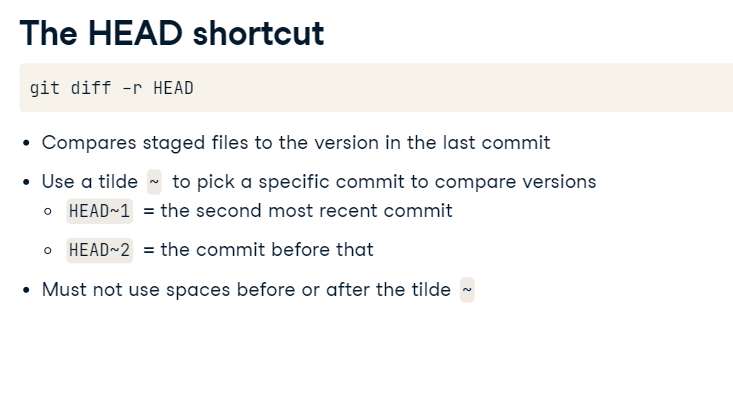 The HEAD shortcut
git diff -r HEAD
• Compares staged files to the version in the last commit
• Use a tilde ~ to pick a specific commit to compare versions
○ HEAD~1 = the second most recent commit
○ HEAD~2 = the commit before that
• Must not use spaces before or after the tilde ~